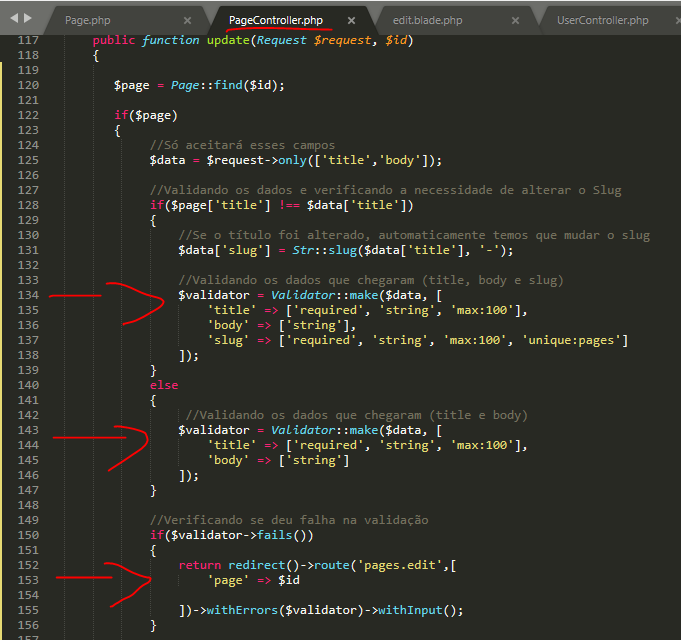 Page.php × PageController.php × edit.blade.php × UserController.php ×
117 public function update(Request $request, $id)
118 {
119
120 $page = Page::find($id);
121
122 if($page)
123 {
124 //Só aceitará esses campos
125 $data = $request->only(['title','body']);
126
127 //Validando os dados e verificando a necessidade de alterar o Slug
128 if($page['title'] !== $data['title'])
129 {
130 //Se o título foi alterado, automaticamente temos que mudar o slug
131 $data['slug'] = Str::slug($data['title'], '-');
132
133 //Validando os dados que chegaram (title, body e slug)
134 $validator = Validator::make($data, [
135 'title' => ['required', 'string', 'max:100'],
136 'body' => ['string'],
137 'slug' => ['required', 'string', 'max:100', 'unique:pages']
138 ]);
139 }
140 else
141 {
142 //Validando os dados que chegaram (title e body)
143 $validator = Validator::make($data, [
144 'title' => ['required', 'string', 'max:100'],
145 'body' => ['string']
146 ]);
147 }
148
149 //Verificando se deu falha na validação
150 if($validator->fails())
151 {
152 return redirect()->route('pages.edit',[
153 'page' => $id
154
155 ])->withErrors($validator)->withInput();
156 }
157